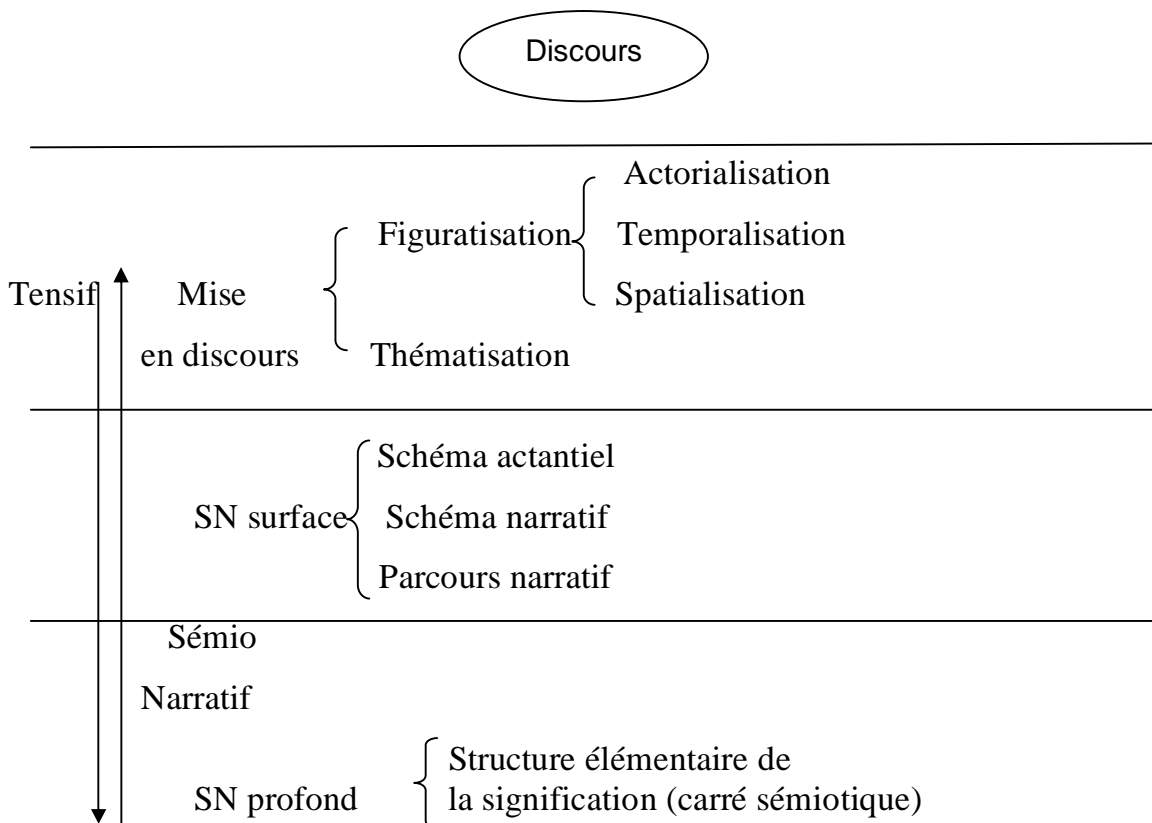 Discours
Actorialisation
Figuratisation Temporalisation
Tensif Mise Spatialisation
en discours Thématisation
Schéma actantiel
SN surface Schéma narratif
Parcours narratif
Sémio
Narratif
Structure élémentaire de
SN profond la signification (carré sémiotique)